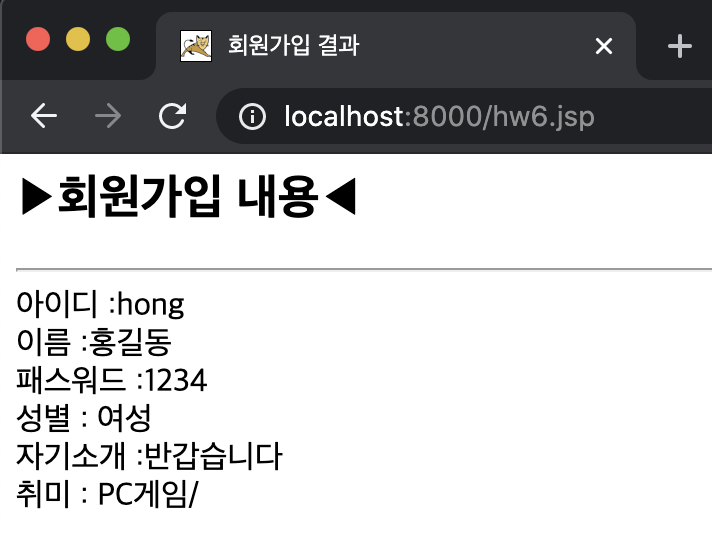 회원가입 결과
localhost:8000/hw6.jsp
▶회원가입 내용◀
아이디 :hong
이름 :홍길동
패스워드 :1234
성별 : 여성
자기소개 :반갑습니다
취미 : PC게임/